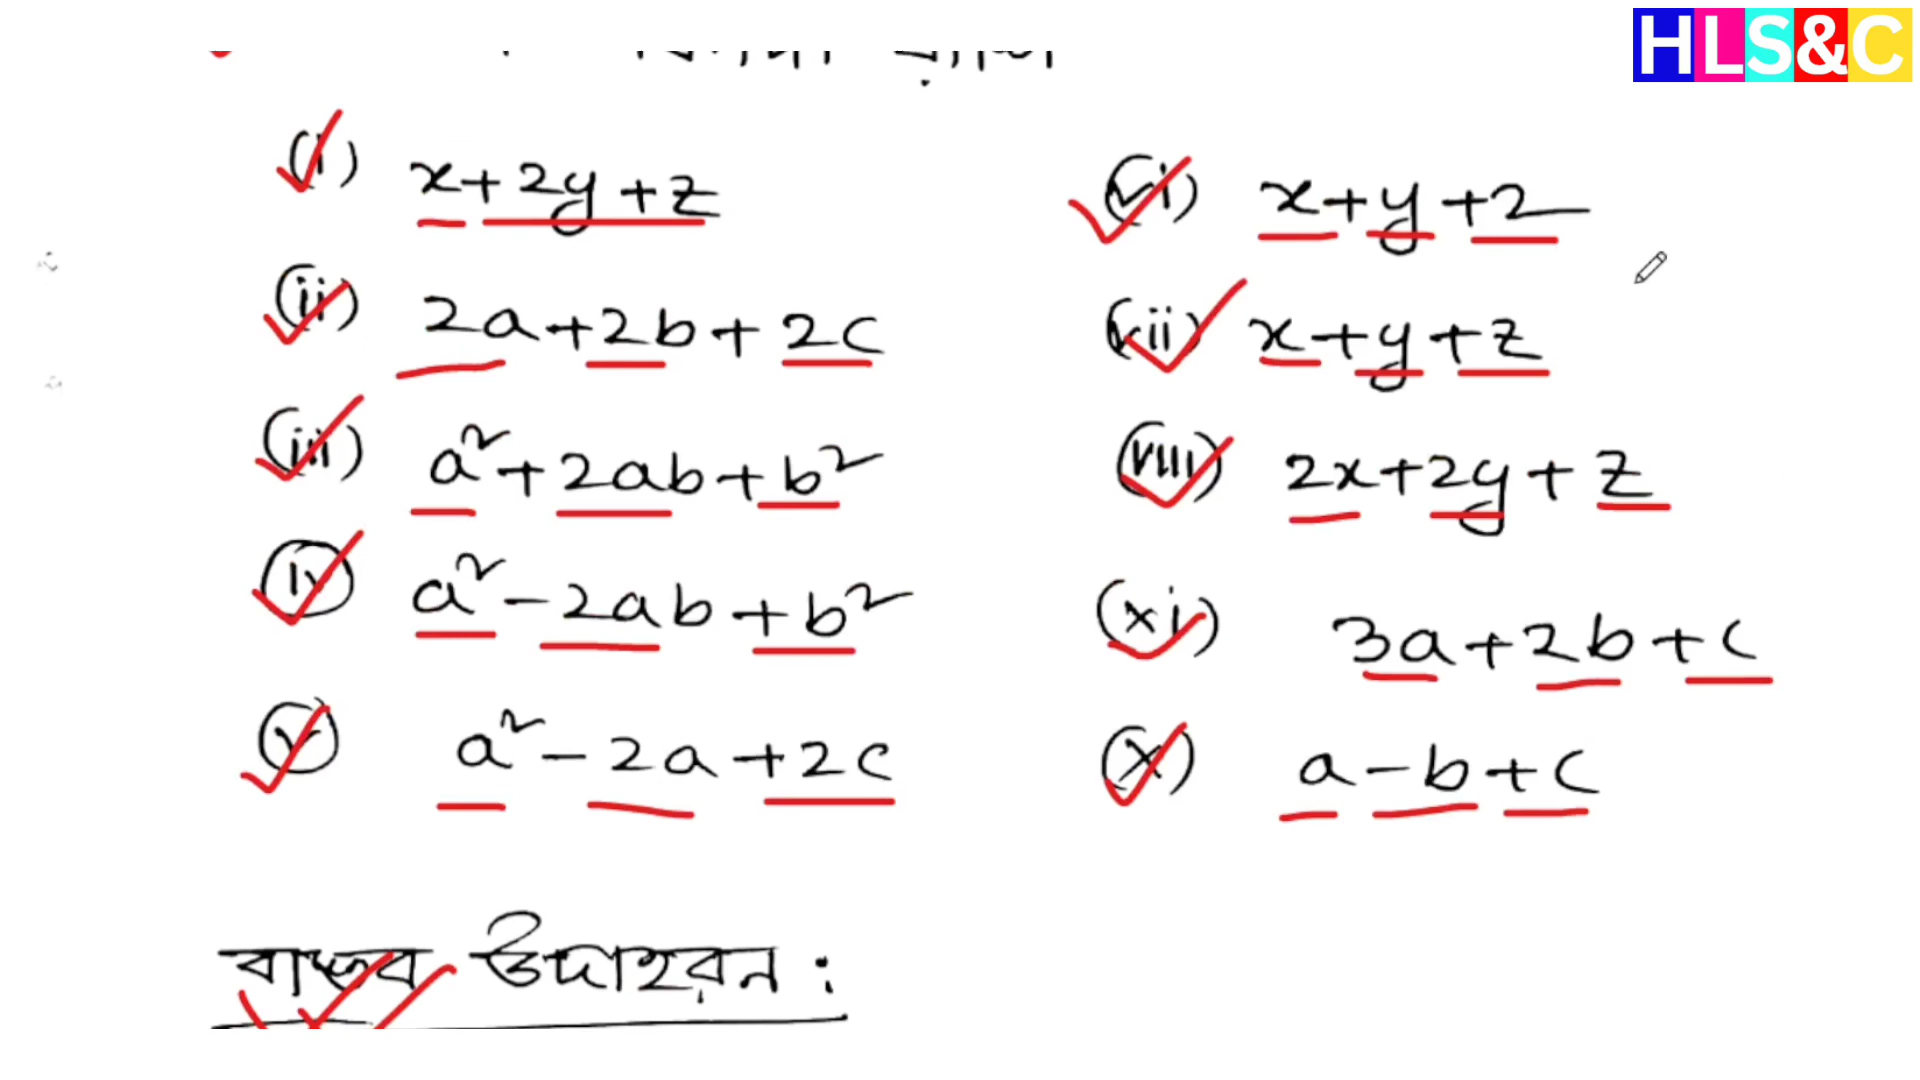 HLS&C
(i) x+2y+z
(ii) 2a+2b+2c
(iii) a²+2ab+b²
(iv) a²-2ab+b²
(v) a²-2a+2c
(vi) x+y+2
(vii) x+y+z
(viii) 2x+2y+z
(xi) 3a+2b+c
(x) a-b+c
বাস্তব উদাহরন :